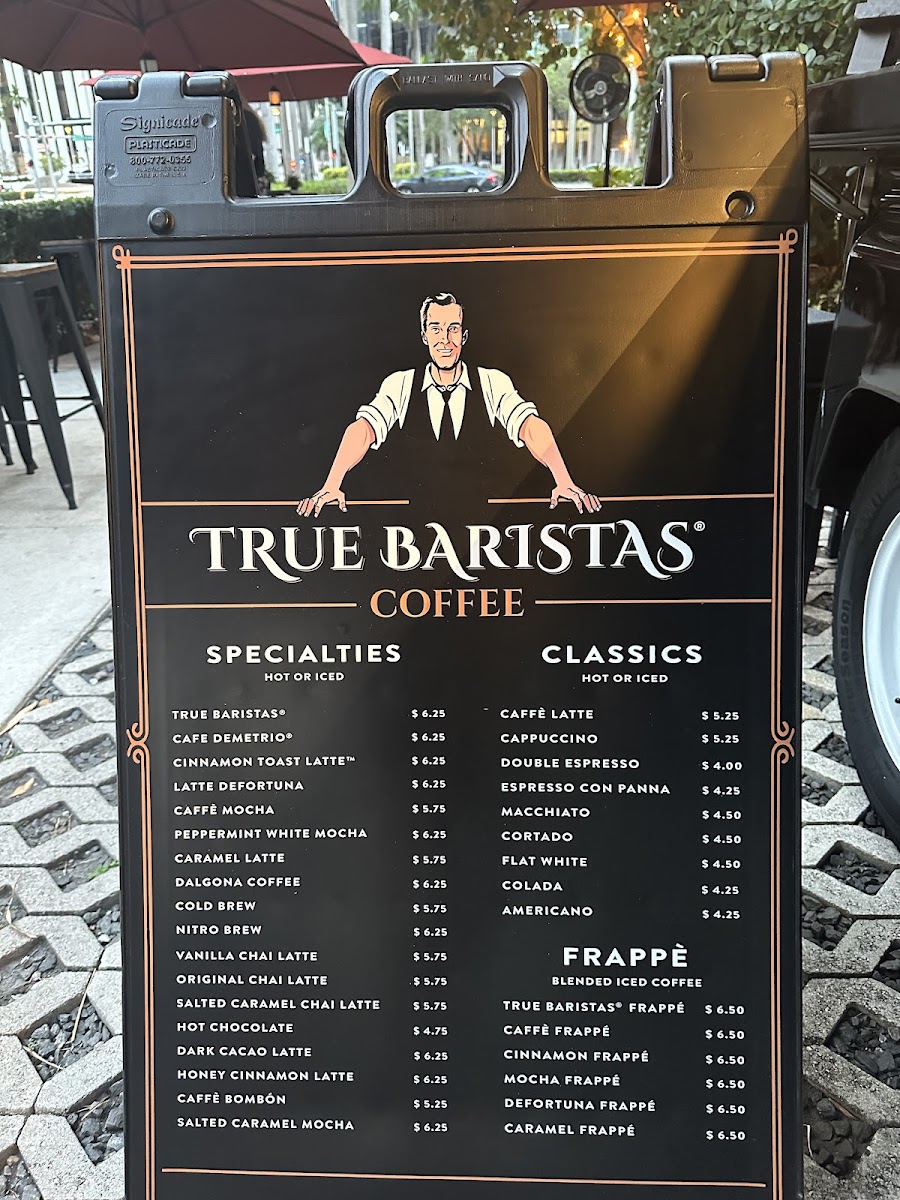 BALLAST WITH SAND
Signicade
PLASTICADE
800-772-0355
MADE IN THE U.S.A.
TRUE BARISTAS®
COFFEE
SPECIALTIES
HOT OR ICED
TRUE BARISTAS® $ 6.25
CAFE DEMETRIO® $ 6.25
CINNAMON TOAST LATTE™ $ 6.25
LATTE DEFORTUNA $ 6.25
CAFFÈ MOCHA $ 5.75
PEPPERMINT WHITE MOCHA $ 6.25
CARAMEL LATTE $ 5.75
DALGONA COFFEE $ 6.25
COLD BREW $ 5.75
NITRO BREW $ 6.25
VANILLA CHAI LATTE $ 5.75
ORIGINAL CHAI LATTE $ 5.75
SALTED CARAMEL CHAI LATTE $ 5.75
HOT CHOCOLATE $ 4.75
DARK CACAO LATTE $ 6.25
HONEY CINNAMON LATTE $ 6.25
CAFFÈ BOMBÓN $ 5.25
SALTED CARAMEL MOCHA $ 6.25
CLASSICS
HOT OR ICED
CAFFÈ LATTE $ 5.25
CAPPUCCINO $ 5.25
DOUBLE ESPRESSO $ 4.00
ESPRESSO CON PANNA $ 4.25
MACCHIATO $ 4.50
CORTADO $ 4.50
FLAT WHITE $ 4.50
COLADA $ 4.25
AMERICANO $ 4.25
FRAPPÈ
BLENDED ICED COFFEE
TRUE BARISTAS® FRAPPÉ $ 6.50
CAFFÈ FRAPPÉ $ 6.50
CINNAMON FRAPPÉ $ 6.50
MOCHA FRAPPÉ $ 6.50
DEFORTUNA FRAPPÉ $ 6.50
CARAMEL FRAPPÉ $ 6.50
season